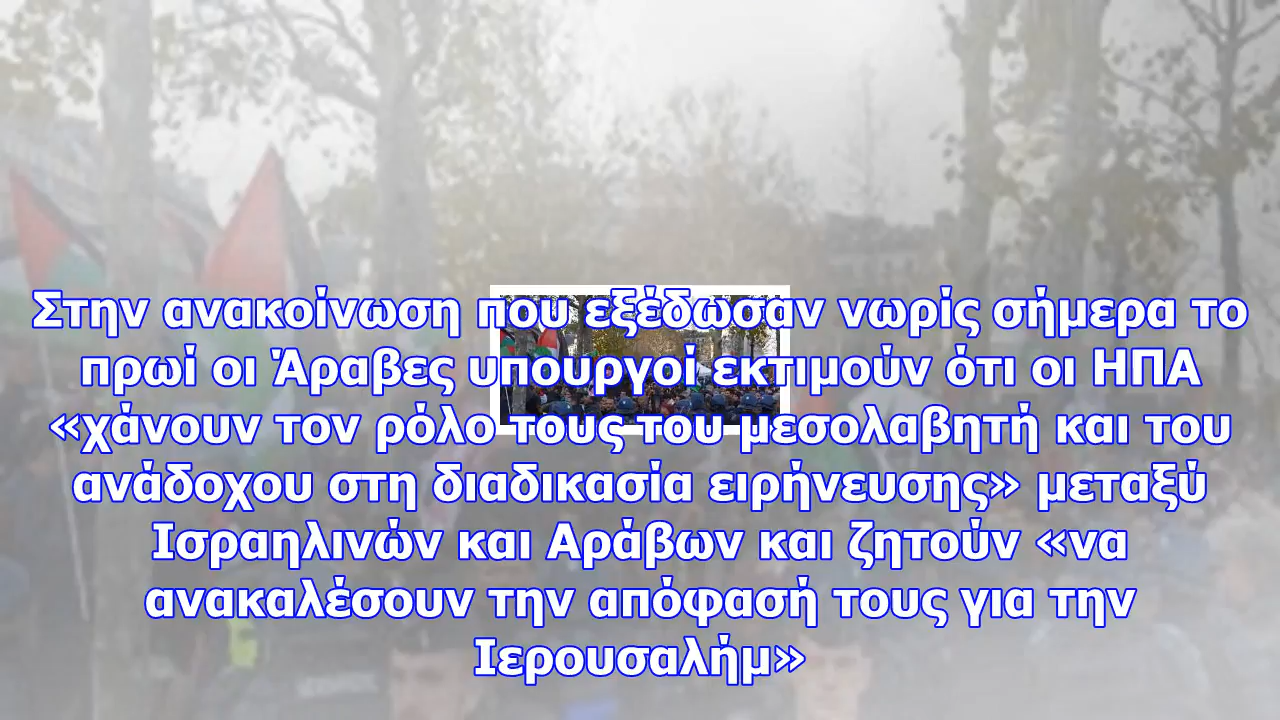 Στην ανακοίνωση που εξέδωσαν νωρίς σήμερα το
πρωί οι Άραβες υπουργοί εκτιμούν ότι οι ΗΠΑ
«χάνουν τον ρόλο τους του μεσολαβητή και του
ανάδοχου στη διαδικασία ειρήνευσης» μεταξύ
Ισραηλινών και Αράβων και ζητούν «να
ανακαλέσουν την απόφασή τους για την
Ιερουσαλήμ»